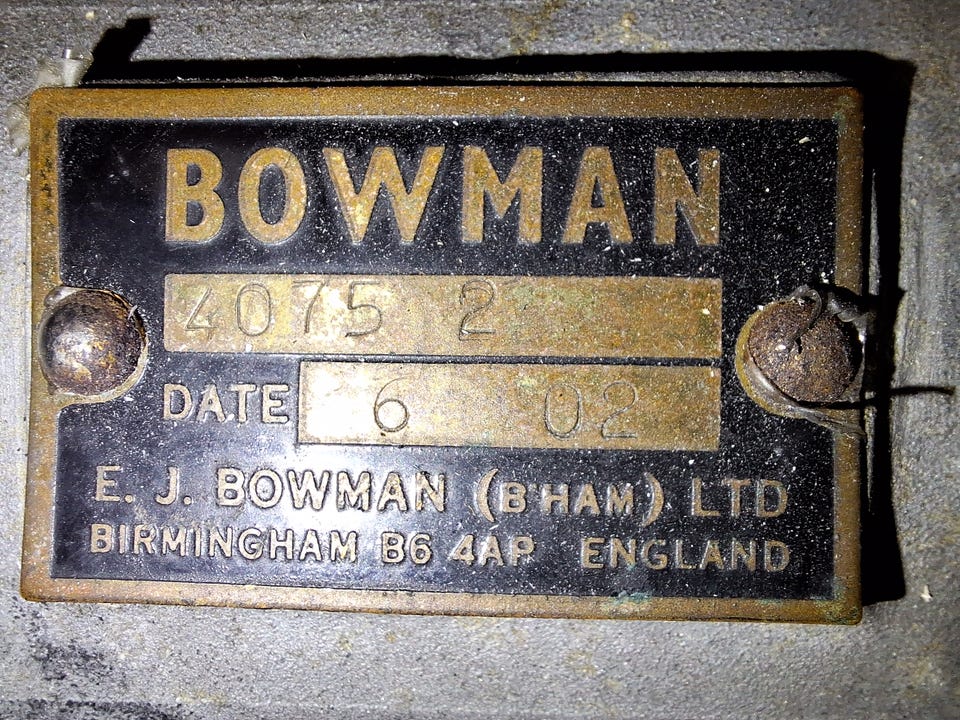 BOWMAN
4075 2
DATE 6 02
E. J. BOWMAN (B'HAM) LTD
BIRMINGHAM B6 4AP ENGLAND